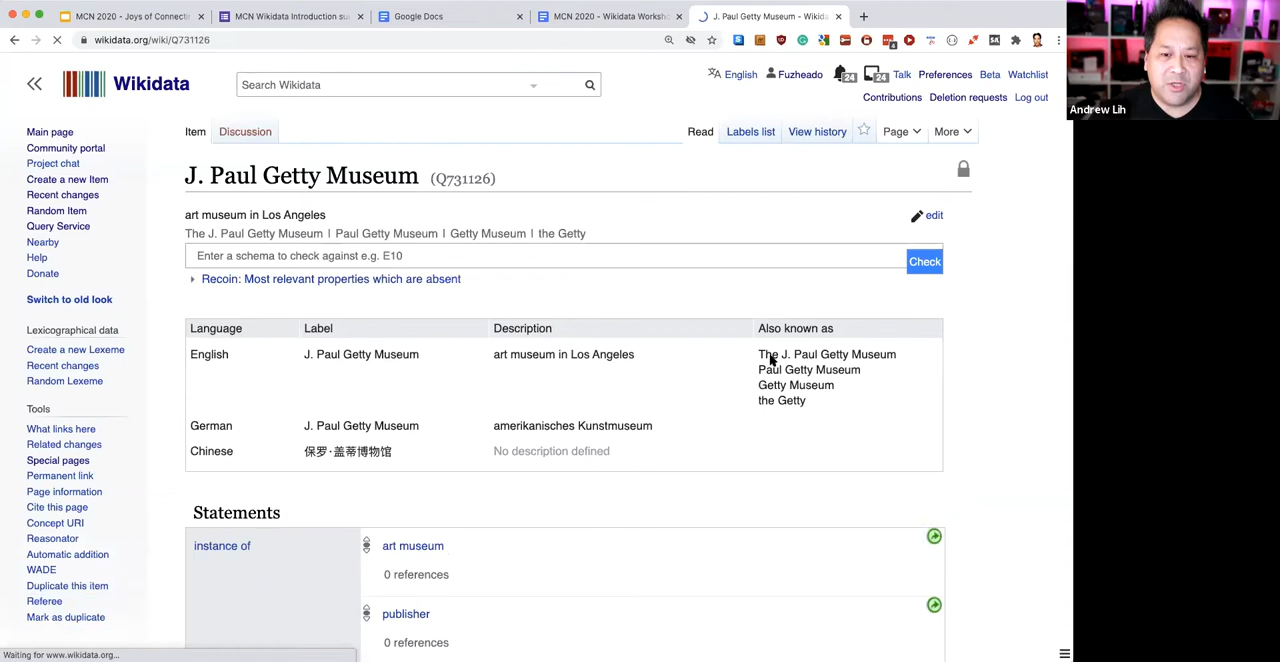 MCN 2020 - Joys of Connecti
MCN Wikidata Introduction su
Google Docs
MCN 2020 - Wikidata Worksh
J. Paul Getty Museum - Wikida
wikidata.org/wiki/Q731126
Andrew Lih
Wikidata
Search Wikidata
English Fuzheado 24 24 Talk Preferences Beta Watchlist
Contributions Deletion requests Log out
Item Discussion Read Labels list View history Page More
Main page
Community portal
Project chat
Create a new Item
Recent changes
Random Item
Query Service
Nearby
Help
Donate
Switch to old look
Lexicographical data
Create a new Lexeme
Recent changes
Random Lexeme
Tools
What links here
Related changes
Special pages
Permanent link
Page information
Cite this page
Concept URI
Reasonator
Automatic addition
WADE
Duplicate this item
Referee
Mark as duplicate
J. Paul Getty Museum (Q731126)
art museum in Los Angeles
edit
The J. Paul Getty Museum | Paul Getty Museum | Getty Museum | the Getty
Enter a schema to check against e.g. E10
Check
Recoin: Most relevant properties which are absent
Language Label Description Also known as
English J. Paul Getty Museum art museum in Los Angeles The J. Paul Getty Museum
Paul Getty Museum
Getty Museum
the Getty
German J. Paul Getty Museum amerikanisches Kunstmuseum
Chinese 保罗·盖蒂博物馆 No description defined
Statements
instance of
art museum
0 references
publisher
0 references
Waiting for www.wikidata.org...